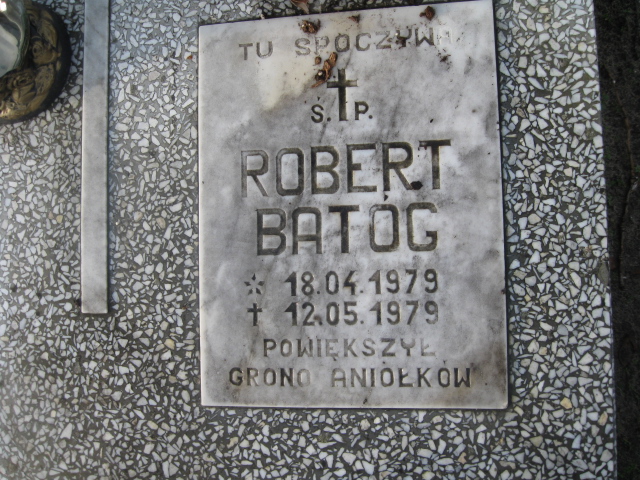 TU SPOCZYWA
Ś.P.
ROBERT
BATÓG
18.04.1979
12.05.1979
POWIĘKSZYŁ
GRONO ANIOŁKÓW